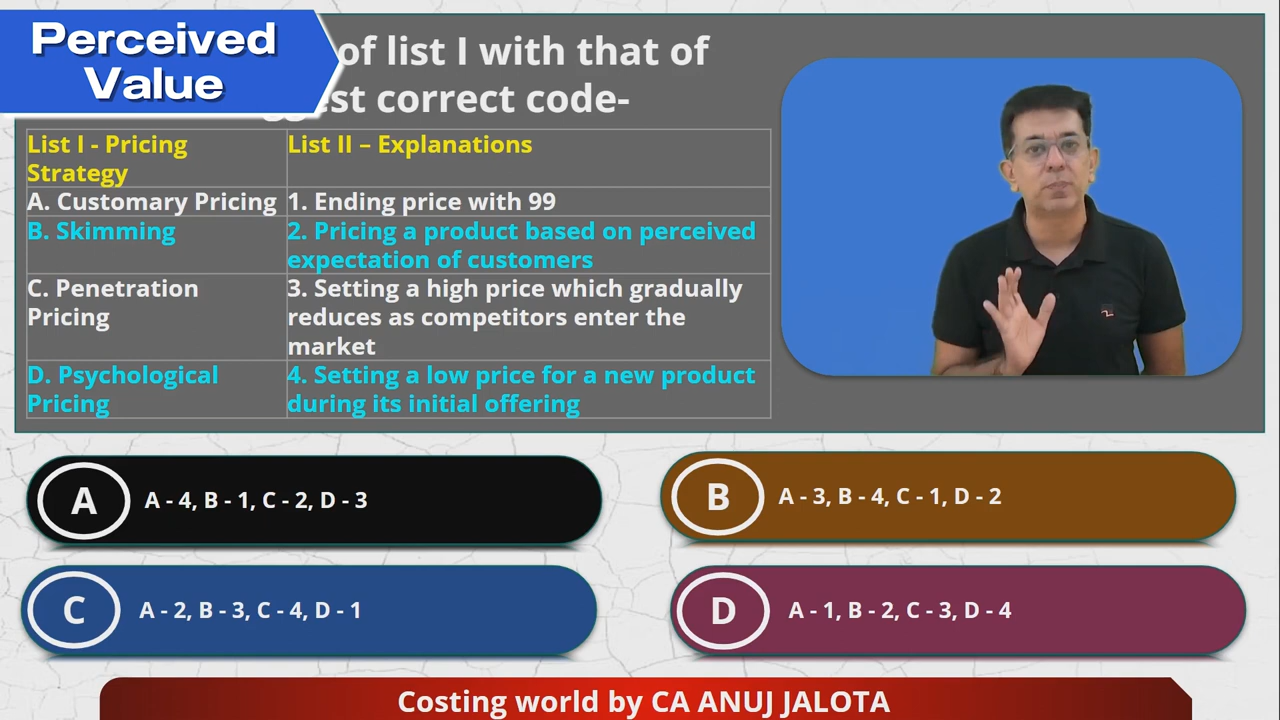 Perceived
Value
of list I with that of
est correct code-
List I - Pricing
Strategy
List II – Explanations
A. Customary Pricing
1. Ending price with 99
B. Skimming
2. Pricing a product based on perceived
expectation of customers
C. Penetration
Pricing
3. Setting a high price which gradually
reduces as competitors enter the
market
D. Psychological
Pricing
4. Setting a low price for a new product
during its initial offering
A
A - 4, B - 1, C - 2, D - 3
B
A - 3, B - 4, C - 1, D - 2
C
A - 2, B - 3, C - 4, D - 1
D
A - 1, B - 2, C - 3, D - 4
Costing world by CA ANUJ JALOTA